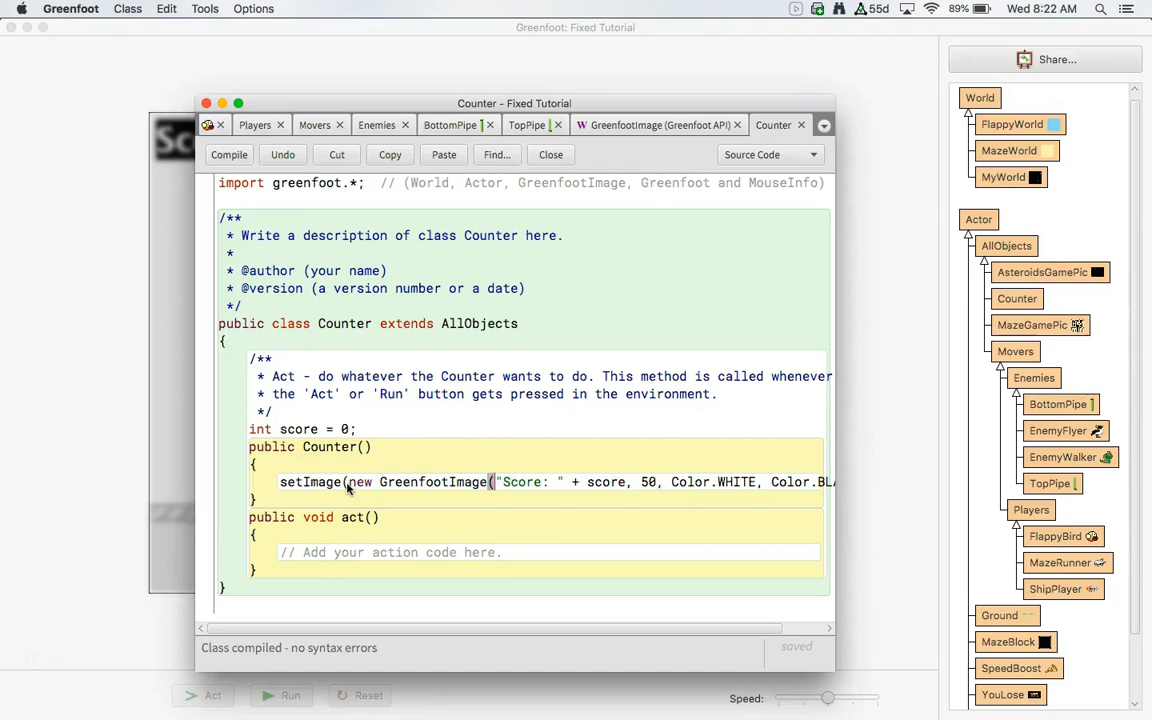 Greenfoot Class Edit Tools Options 55d 89% Wed 8:22 AM
Greenfoot: Fixed Tutorial
Share...
Counter - Fixed Tutorial
Players Movers Enemies BottomPipe TopPipe GreenfootImage (Greenfoot API) Counter
Compile Undo Cut Copy Paste Find... Close Source Code
import greenfoot.*;  // (World, Actor, GreenfootImage, Greenfoot and MouseInfo)
/**
 * Write a description of class Counter here.
 *
 * @author (your name)
 * @version (a version number or a date)
 */
public class Counter extends AllObjects
{
/**
 * Act - do whatever the Counter wants to do. This method is called whenever
 * the 'Act' or 'Run' button gets pressed in the environment.
 */
int score = 0;
public Counter()
{
setImage(new GreenfootImage("Score: " + score, 50, Color.WHITE, Color.BLA
}
public void act()
{
// Add your action code here.
}
}
Class compiled - no syntax errors
saved
Sc
Act Run Reset Speed:
World
FlappyWorld
MazeWorld
MyWorld
Actor
AllObjects
AsteroidsGamePic
Counter
MazeGamePic
Movers
Enemies
BottomPipe
EnemyFlyer
EnemyWalker
TopPipe
Players
FlappyBird
MazeRunner
ShipPlayer
Ground
MazeBlock
SpeedBoost
YouLose